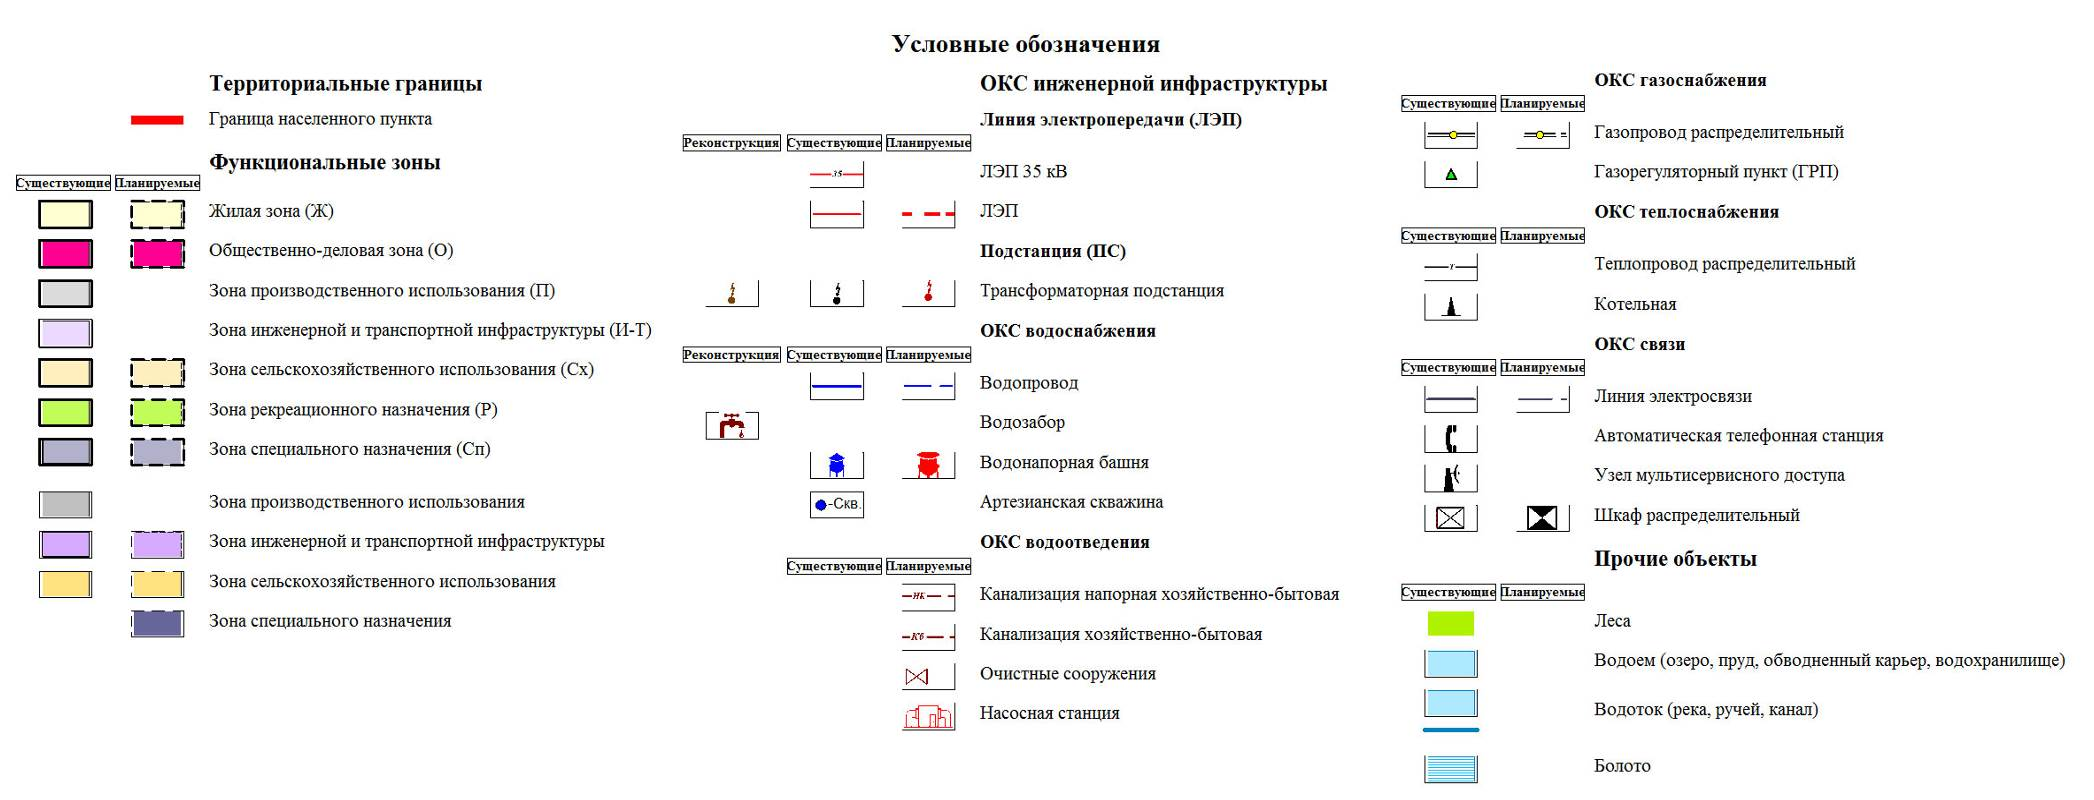 Условные обозначения
Территориальные границы
Граница населенного пункта
Функциональные зоны
Существующие Планируемые
Жилая зона (Ж)
Общественно-деловая зона (О)
Зона производственного использования (П)
Зона инженерной и транспортной инфраструктуры (И-Т)
Зона сельскохозяйственного использования (Сх)
Зона рекреационного назначения (Р)
Зона специального назначения (Сп)
Зона производственного использования
Зона инженерной и транспортной инфраструктуры
Зона сельскохозяйственного использования
Зона специального назначения
ОКС инженерной инфраструктуры
Линия электропередачи (ЛЭП)
Реконструкция Существующие Планируемые
35 ЛЭП 35 кВ
ЛЭП
Подстанция (ПС)
Трансформаторная подстанция
ОКС водоснабжения
Реконструкция Существующие Планируемые
Водопровод
Водозабор
Водонапорная башня
-Скв. Артезианская скважина
ОКС водоотведения
Существующие Планируемые
НК Канализация напорная хозяйственно-бытовая
Кб Канализация хозяйственно-бытовая
Очистные сооружения
Насосная станция
ОКС газоснабжения
Существующие Планируемые
Газопровод распределительный
Газорегуляторный пункт (ГРП)
ОКС теплоснабжения
Существующие Планируемые
т Теплопровод распределительный
Котельная
ОКС связи
Существующие Планируемые
Линия электросвязи
Автоматическая телефонная станция
Узел мультисервисного доступа
Шкаф распределительный
Прочие объекты
Существующие Планируемые
Леса
Водоем (озеро, пруд, обводненный карьер, водохранилище)
Водоток (река, ручей, канал)
Болото